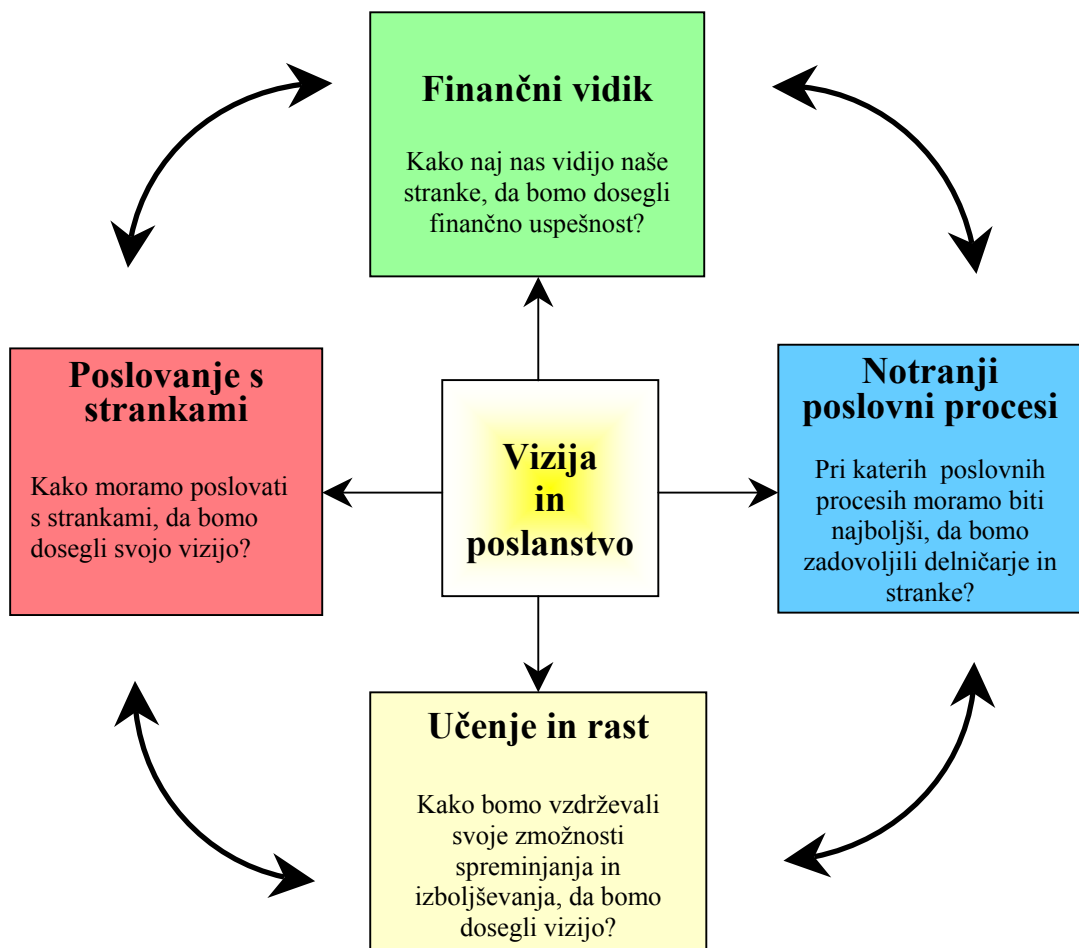 Finančni vidik
Kako naj nas vidijo naše
stranke, da bomo dosegli
finančno uspešnost?
Poslovanje s
strankami
Kako moramo poslovati
s strankami, da bomo
dosegli svojo vizijo?
Vizija
in
poslanstvo
Notranji
poslovni procesi
Pri katerih poslovnih
procesih moramo biti
najboljši, da bomo
zadovoljili delničarje in
stranke?
Učenje in rast
Kako bomo vzdrževali
svoje zmožnosti
spreminjanja in
izboljševanja, da bomo
dosegli vizijo?